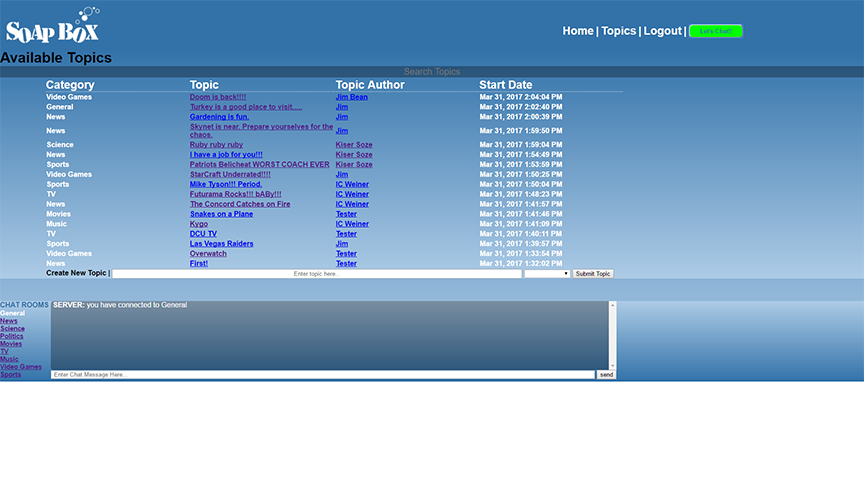 SOAP BOX
Home | Topics | Logout | Let's Chat!!
Available Topics
Search Topics
Category Topic Topic Author Start Date
Video Games Doom is back!!!! Jim Bean Mar 31, 2017 2:04:04 PM
General Turkey is a good place to visit..... Jim Mar 31, 2017 2:02:40 PM
News Gardening is fun. Jim Mar 31, 2017 2:00:39 PM
News Skynet is near. Prepare yourselves for the chaos. Jim Mar 31, 2017 1:59:50 PM
Science Ruby ruby ruby Kiser Soze Mar 31, 2017 1:59:04 PM
News I have a job for you!!! Kiser Soze Mar 31, 2017 1:54:49 PM
Sports Patriots Belicheat WORST COACH EVER Kiser Soze Mar 31, 2017 1:53:59 PM
Video Games StarCraft Underrated!!!! Jim Mar 31, 2017 1:50:25 PM
Sports Mike Tyson!!! Period. IC Weiner Mar 31, 2017 1:50:04 PM
TV Futurama Rocks!!! bABy!!! IC Weiner Mar 31, 2017 1:48:23 PM
News The Concord Catches on Fire IC Weiner Mar 31, 2017 1:41:57 PM
Movies Snakes on a Plane Tester Mar 31, 2017 1:41:46 PM
Music Kygo IC Weiner Mar 31, 2017 1:41:09 PM
TV DCU TV Tester Mar 31, 2017 1:40:11 PM
Sports Las Vegas Raiders Jim Mar 31, 2017 1:39:57 PM
Video Games Overwatch Tester Mar 31, 2017 1:33:54 PM
News First! Tester Mar 31, 2017 1:32:02 PM
Create New Topic | Enter topic here... Submit Topic
CHAT ROOMS SERVER: you have connected to General
General
News
Science
Politics
Movies
TV
Music
Video Games
Sports Enter Chat Message Here... send